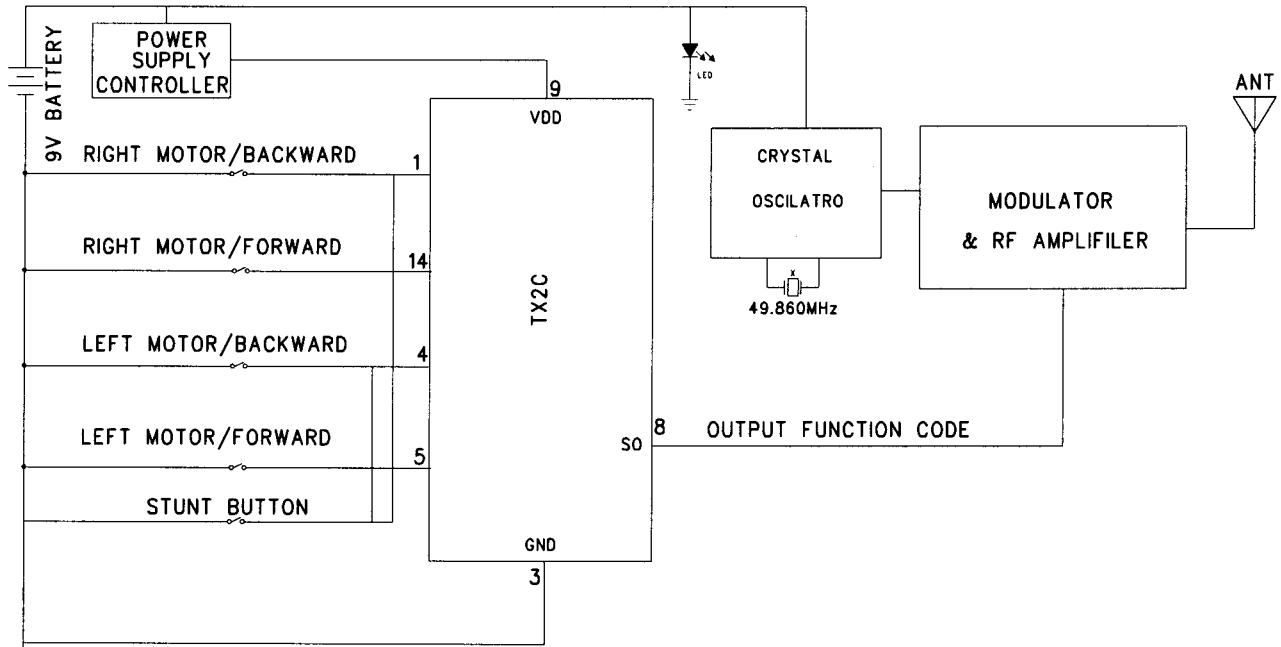 POWER
SUPPLY
CONTROLLER
9V BATTERY
LED
ANT
9
VDD
RIGHT MOTOR/BACKWARD
1
CRYSTAL
OSCILATRO
MODULATOR
& RF AMPLIFILER
RIGHT MOTOR/FORWARD
14
TX2C
X
49.860MHz
LEFT MOTOR/BACKWARD
4
LEFT MOTOR/FORWARD
5
SO
8
OUTPUT FUNCTION CODE
STUNT BUTTON
GND
3